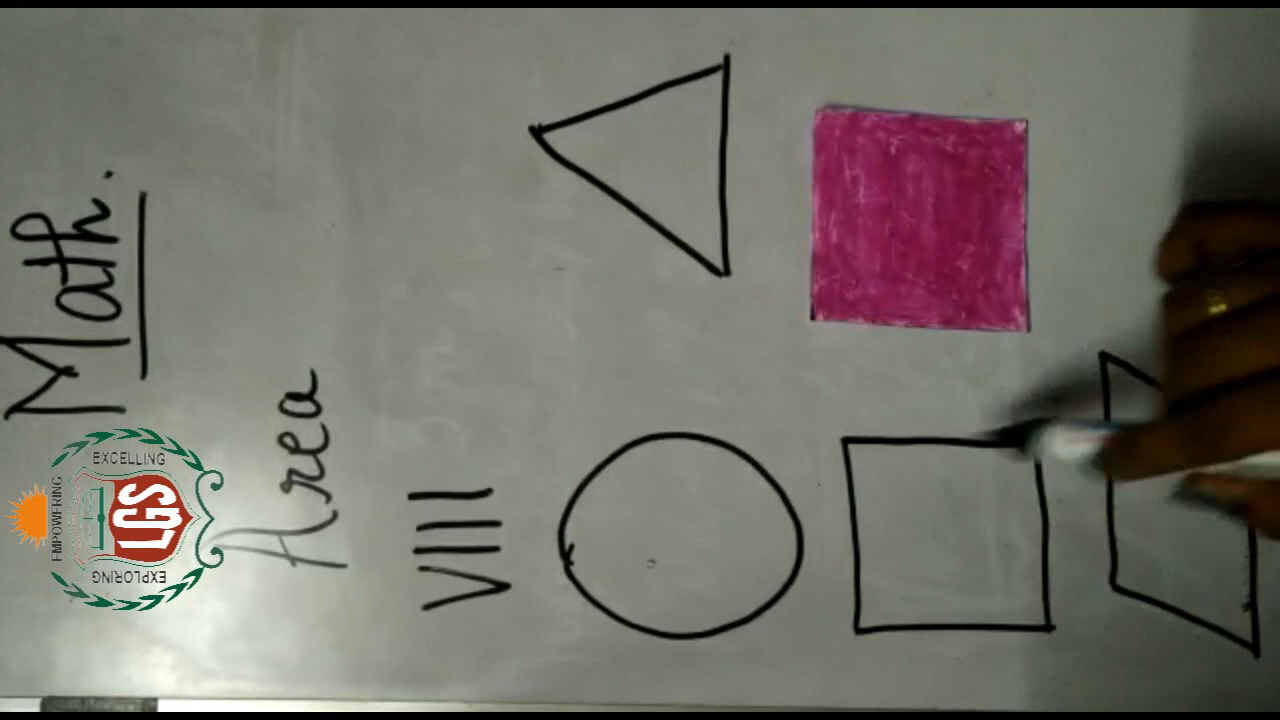 Math.
EXCELLING
EMPOWERING
LGS
EXPLORING
Area
VIII